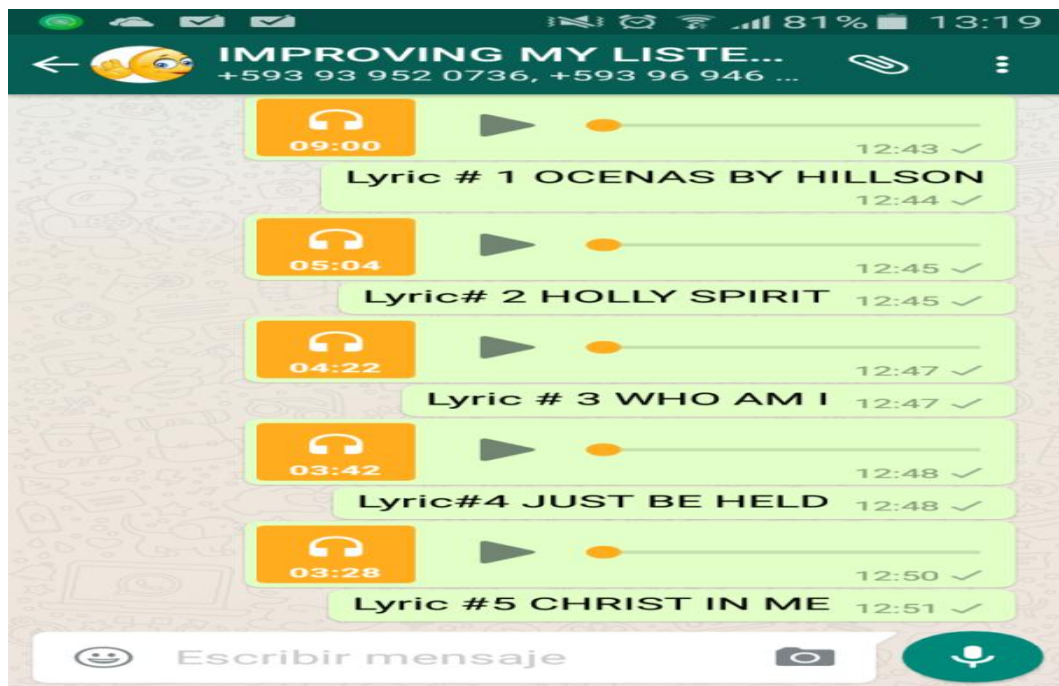 81% 13:19
IMPROVING MY LISTE...
+593 93 952 0736, +593 96 946 ...
09:00
12:43
Lyric # 1 OCENAS BY HILLSON
12:44
05:04
12:45
Lyric# 2 HOLLY SPIRIT 12:45
04:22
12:47
Lyric # 3 WHO AM I 12:47
03:42
12:48
Lyric#4 JUST BE HELD 12:48
03:28
12:50
Lyric #5 CHRIST IN ME 12:51
Escribir mensaje